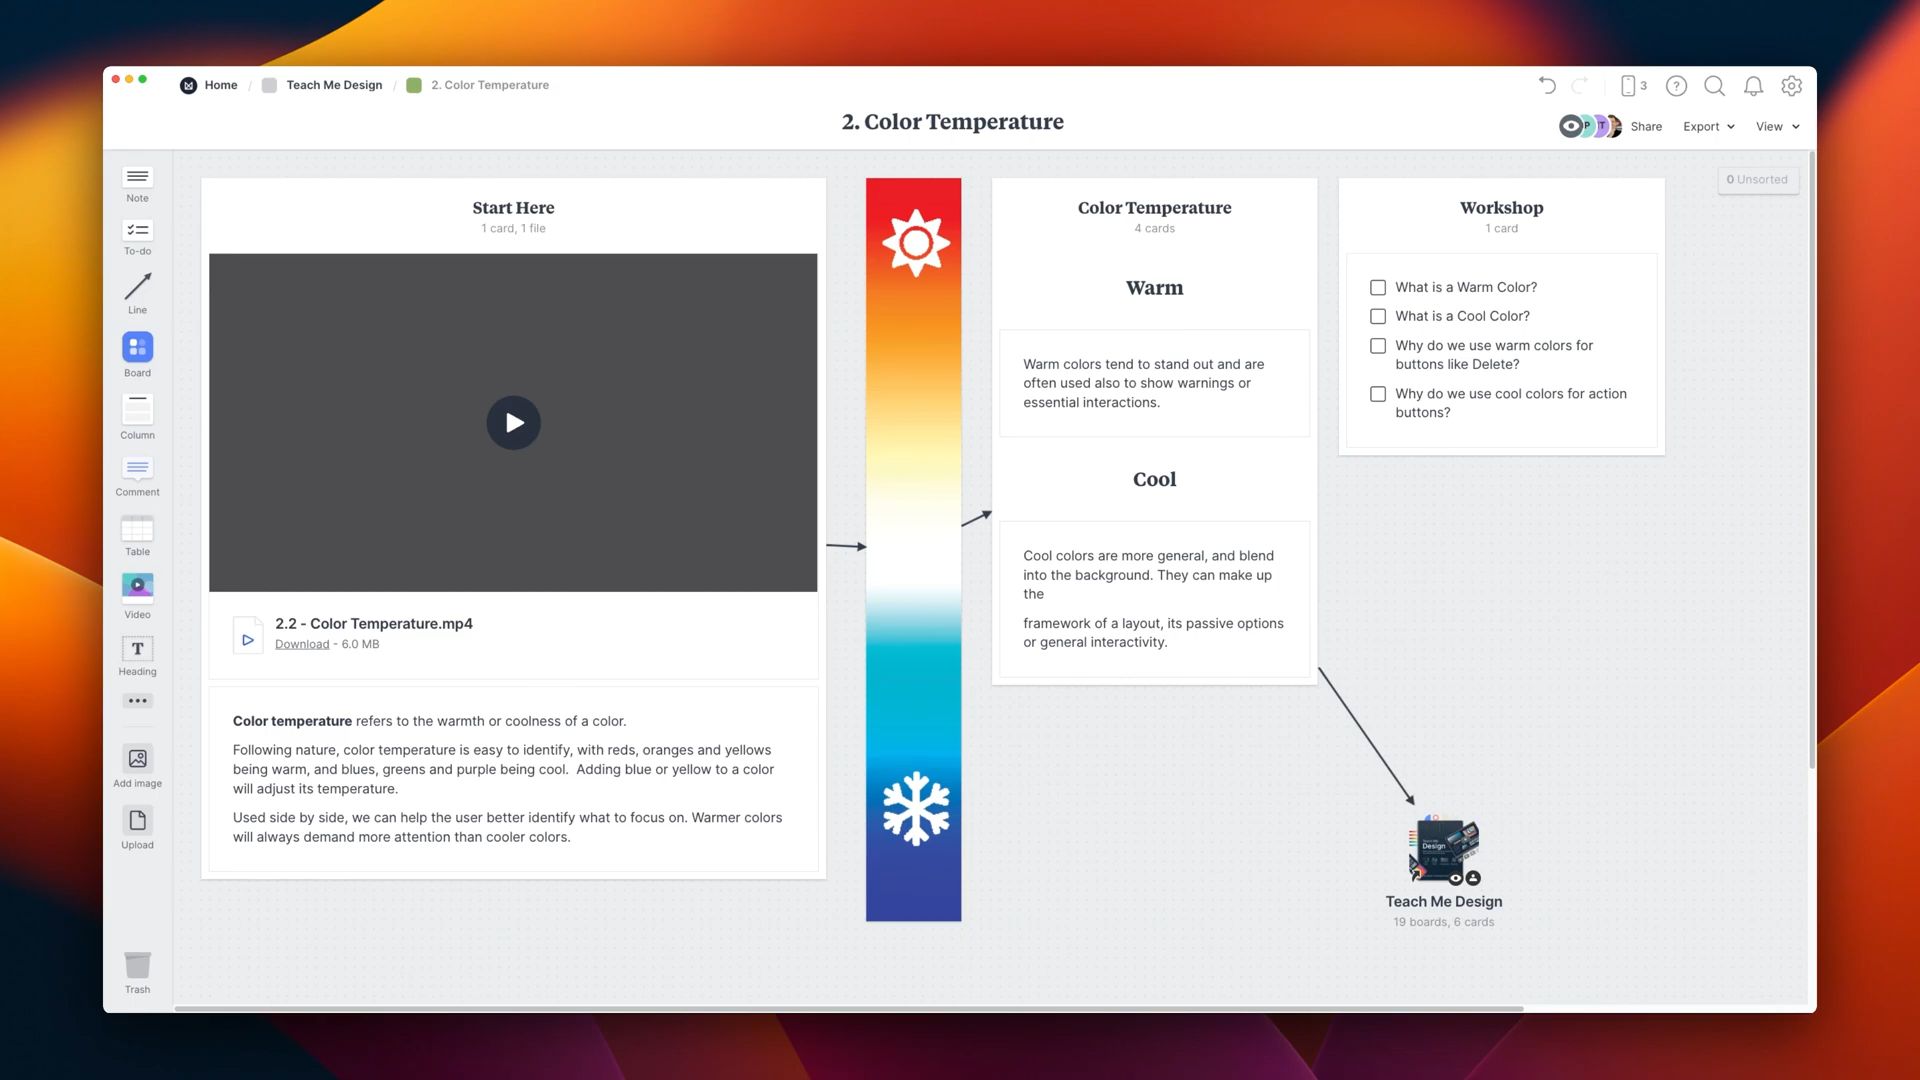 Home / Teach Me Design / 2. Color Temperature
3
2. Color Temperature
P T Share Export View
0 Unsorted
Note
To-do
Line
Board
Column
Comment
Table
Video
T
Heading
Add image
Upload
Trash
Start Here
1 card, 1 file
2.2 - Color Temperature.mp4
Download - 6.0 MB
Color temperature refers to the warmth or coolness of a color.
Following nature, color temperature is easy to identify, with reds, oranges and yellows
being warm, and blues, greens and purple being cool. Adding blue or yellow to a color
will adjust its temperature.
Used side by side, we can help the user better identify what to focus on. Warmer colors
will always demand more attention than cooler colors.
Color Temperature
4 cards
Warm
Warm colors tend to stand out and are
often used also to show warnings or
essential interactions.
Cool
Cool colors are more general, and blend
into the background. They can make up
the
framework of a layout, its passive options
or general interactivity.
Workshop
1 card
What is a Warm Color?
What is a Cool Color?
Why do we use warm colors for
buttons like Delete?
Why do we use cool colors for action
buttons?
Design
Teach Me Design
19 boards, 6 cards